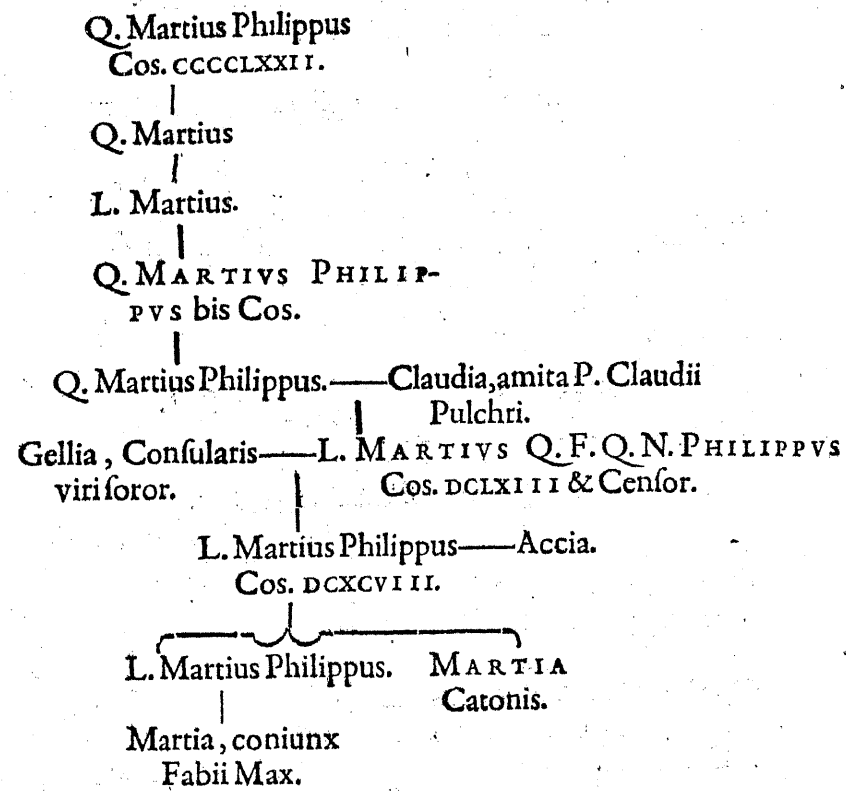 Q. Martius Philippus
Cos. CCCCLXXII.
Q. Martius
L. Martius.
Q. MARTIVS PHILIP-
PVS bis Cos.
Q. Martius Philippus.——Claudia, amita P. Claudii
Pulchri.
Gellia, Conſularis——L. MARTIVS Q. F. Q. N. PHILIPPVS
viri ſoror. Cos. DCLXIII & Cenſor.
L. Martius Philippus——Accia.
Cos. DCXCVIII.
L. Martius Philippus. MARTIA
Catonis.
Martia, coniunx
Fabii Max.